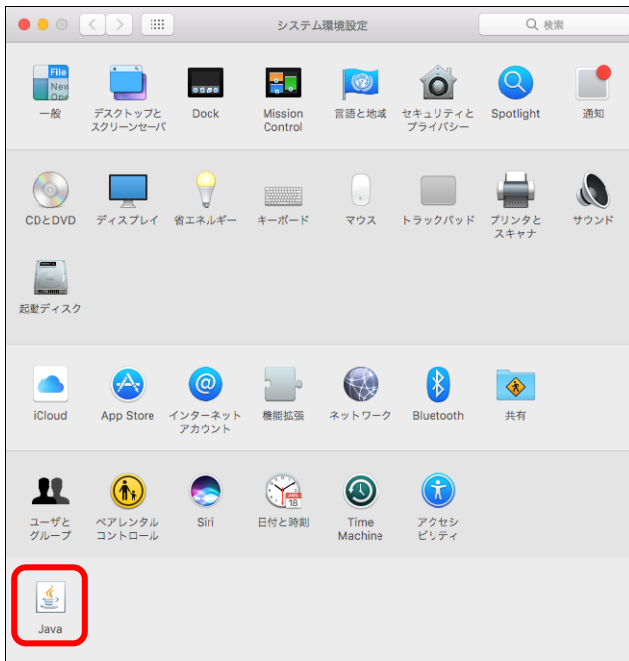 システム環境設定
検索
File
New
Ope
一般
デスクトップと
スクリーンセーバ
Dock
Mission
Control
言語と地域
セキュリティと
プライバシー
Spotlight
通知
CDとDVD
ディスプレイ
省エネルギー
キーボード
マウス
トラックパッド
プリンタと
スキャナ
サウンド
起動ディスク
iCloud
App Store
インターネット
アカウント
機能拡張
ネットワーク
Bluetooth
共有
ユーザと
グループ
ペアレンタル
コントロール
Siri
日付と時刻
18
Time
Machine
アクセシ
ビリティ
Java